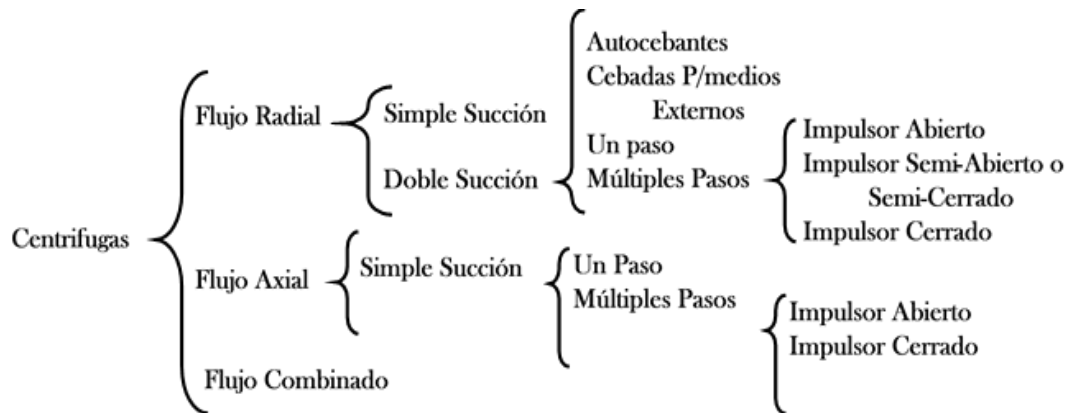 Centrifugas
Flujo Radial
Simple Succión
Doble Succión
Autocebantes
Cebadas P/medios
Externos
Un paso
Múltiples Pasos
Impulsor Abierto
Impulsor Semi-Abierto o
Semi-Cerrado
Impulsor Cerrado
Flujo Axial
Simple Succión
Un Paso
Múltiples Pasos
Impulsor Abierto
Impulsor Cerrado
Flujo Combinado